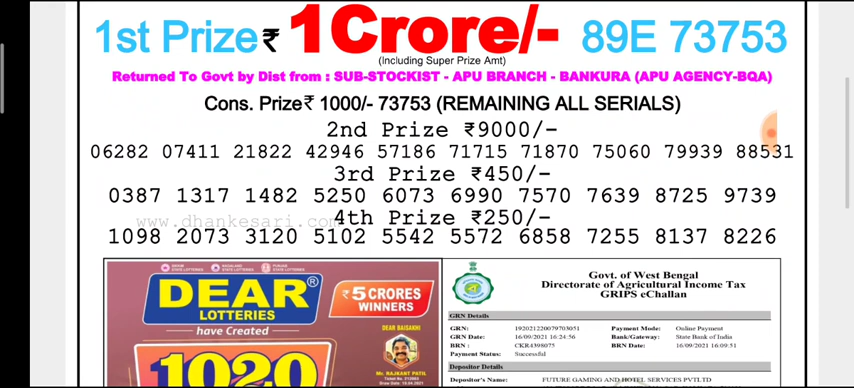 1st Prize ₹ 1 Crore/- 89E 73753
(Including Super Prize Amt)
Returned To Govt by Dist from : SUB-STOCKIST - APU BRANCH - BANKURA (APU AGENCY-BQA)
Cons. Prize ₹ 1000/- 73753 (REMAINING ALL SERIALS)
2nd Prize ₹9000/-
06282 07411 21822 42946 57186 71715 71870 75060 79939 88531
3rd Prize ₹450/-
0387 1317 1482 5250 6073 6990 7570 7639 8725 9739
www.dhankesari.com
4th Prize ₹250/-
1098 2073 3120 5102 5542 5572 6858 7255 8137 8226
DEAR®
LOTTERIES
have Created
1020
₹5 CRORES
WINNERS
DEAR BAISAKHI
Mr. RAJKANT PATIL
Govt. of West Bengal
Directorate of Agricultural Income Tax
GRIPS eChallan
GRN Details
GRN: 192021220079703051 Payment Mode: Online Payment
GRN Date: 16/09/2021 16:24:56 Bank/Gateway: State Bank of India
BRN : CKR4398075 BRN Date: 16/09/2021 16:09:51
Payment Status: Successful
Depositor Details
Depositor's Name: FUTURE GAMING AND HOTEL SERVICES PVTLTD